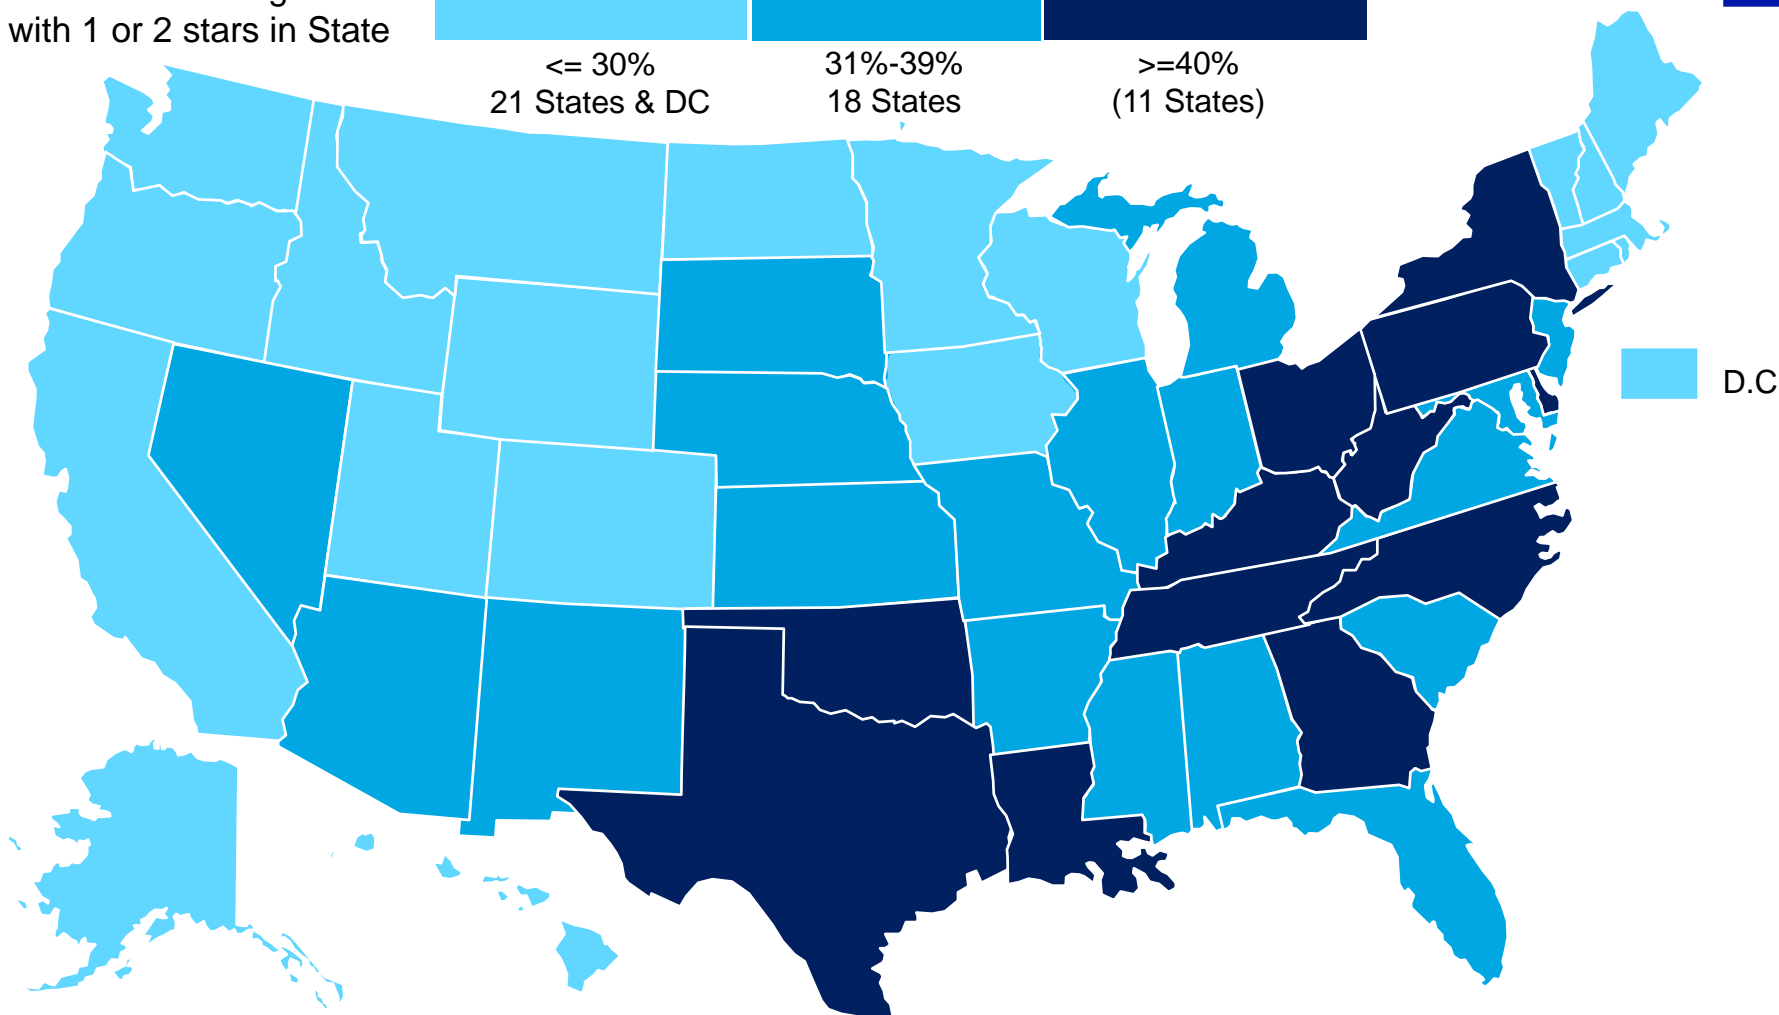 with 1 or 2 stars in State
<= 30%
21 States & DC
31%-39%
18 States
>=40%
(11 States)
D.C